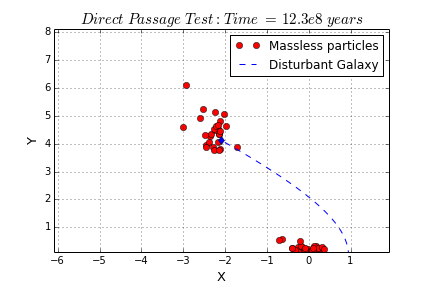 Direct Passage Test: Time = 12.3e8 years
8
7
6
5
4
3
2
1
Y
−6 −5 −4 −3 −2 −1 0 1
X
Massless particles
Disturbant Galaxy